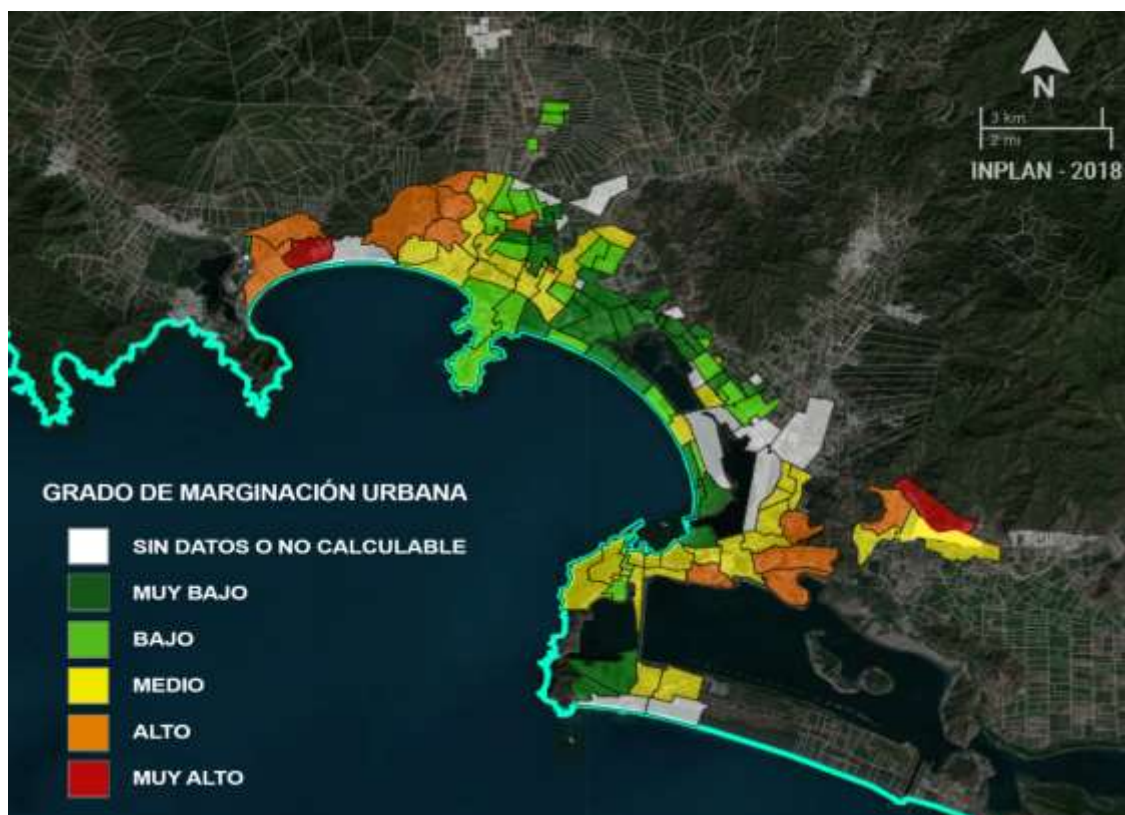 N
3 km
2 mi
INPLAN - 2018
GRADO DE MARGINACIÓN URBANA
SIN DATOS O NO CALCULABLE
MUY BAJO
BAJO
MEDIO
ALTO
MUY ALTO